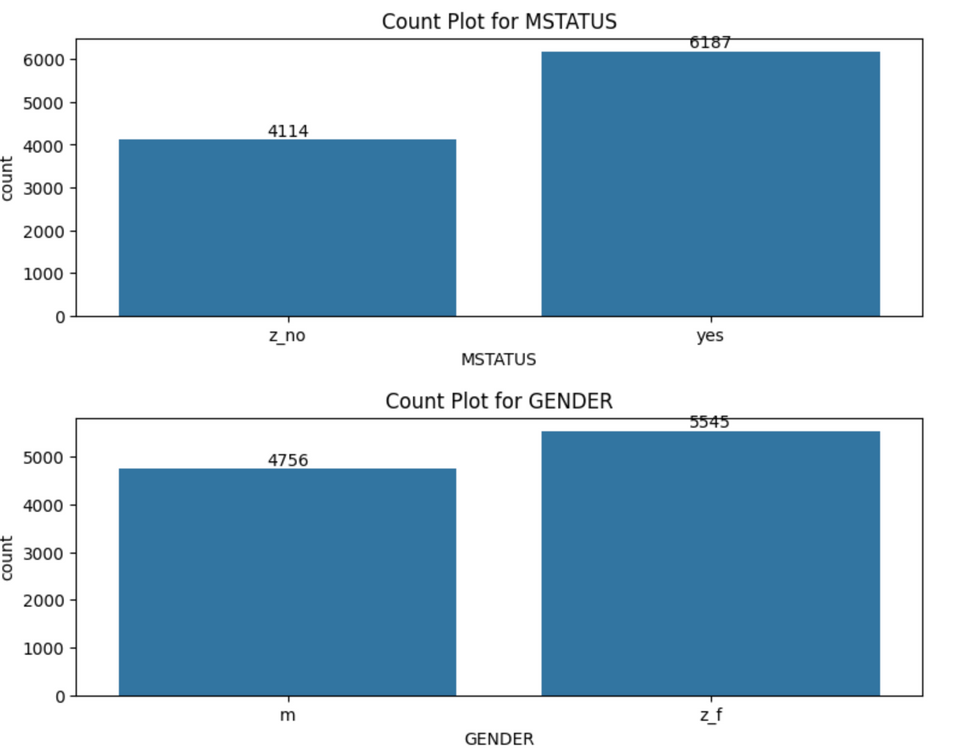 Count Plot for MSTATUS
6187
6000
5000
4114
4000
count
3000
2000
1000
0
z_no yes
MSTATUS
Count Plot for GENDER
5545
5000
4756
4000
count
3000
2000
1000
0
m z_f
GENDER